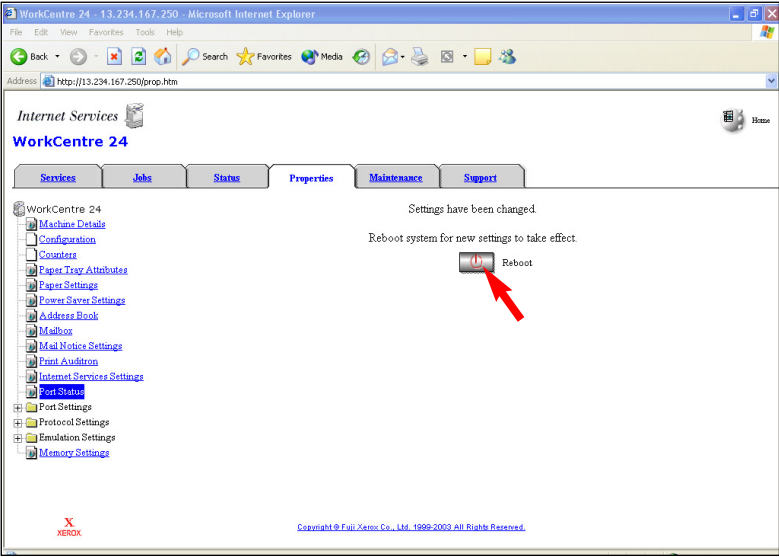 WorkCentre 24 - 13.234.167.250 - Microsoft Internet Explorer
File Edit View Favorites Tools Help
Back Search Favorites Media
Address http://13.234.167.250/prop.htm
Internet Services
Home
WorkCentre 24
Services Jobs Status Properties Maintenance Support
WorkCentre 24
Machine Details
Configuration
Counters
Paper Tray Attributes
Paper Settings
Power Saver Settings
Address Book
Mailbox
Mail Notice Settings
Print Auditron
Internet Services Settings
Port Status
Port Settings
Protocol Settings
Emulation Settings
Memory Settings
Settings have been changed.
Reboot system for new settings to take effect.
Reboot
X
XEROX
Copyright © Fuji Xerox Co., Ltd. 1999-2003 All Rights Reserved.